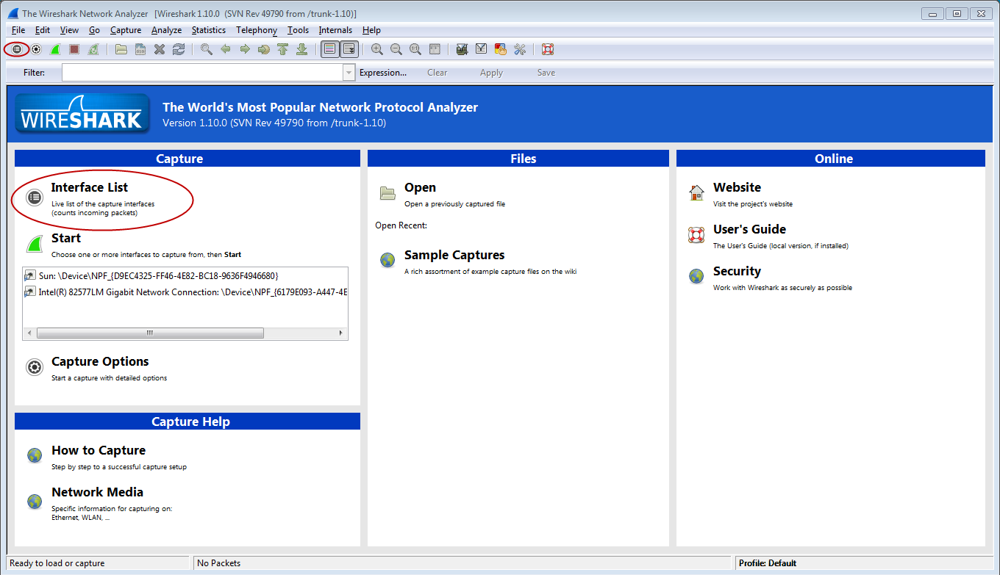 The Wireshark Network Analyzer [Wireshark 1.10.0 (SVN Rev 49790 from /trunk-1.10)]
File Edit View Go Capture Analyze Statistics Telephony Tools Internals Help
Filter: Expression... Clear Apply Save
WIRESHARK
The World's Most Popular Network Protocol Analyzer
Version 1.10.0 (SVN Rev 49790 from /trunk-1.10)
Capture
Interface List
Live list of the capture interfaces
(counts incoming packets)
Start
Choose one or more interfaces to capture from, then Start
Sun: \Device\NPF_{D9EC4325-FF46-4E82-BC18-9636F4946680}
Intel(R) 82577LM Gigabit Network Connection: \Device\NPF_{6179E093-A447-4E
Capture Options
Start a capture with detailed options
Capture Help
How to Capture
Step by step to a successful capture setup
Network Media
Specific information for capturing on:
Ethernet, WLAN, ...
Files
Open
Open a previously captured file
Open Recent:
Sample Captures
A rich assortment of example capture files on the wiki
Online
Website
Visit the project's website
User's Guide
The User's Guide (local version, if installed)
Security
Work with Wireshark as securely as possible
Ready to load or capture
No Packets
Profile: Default